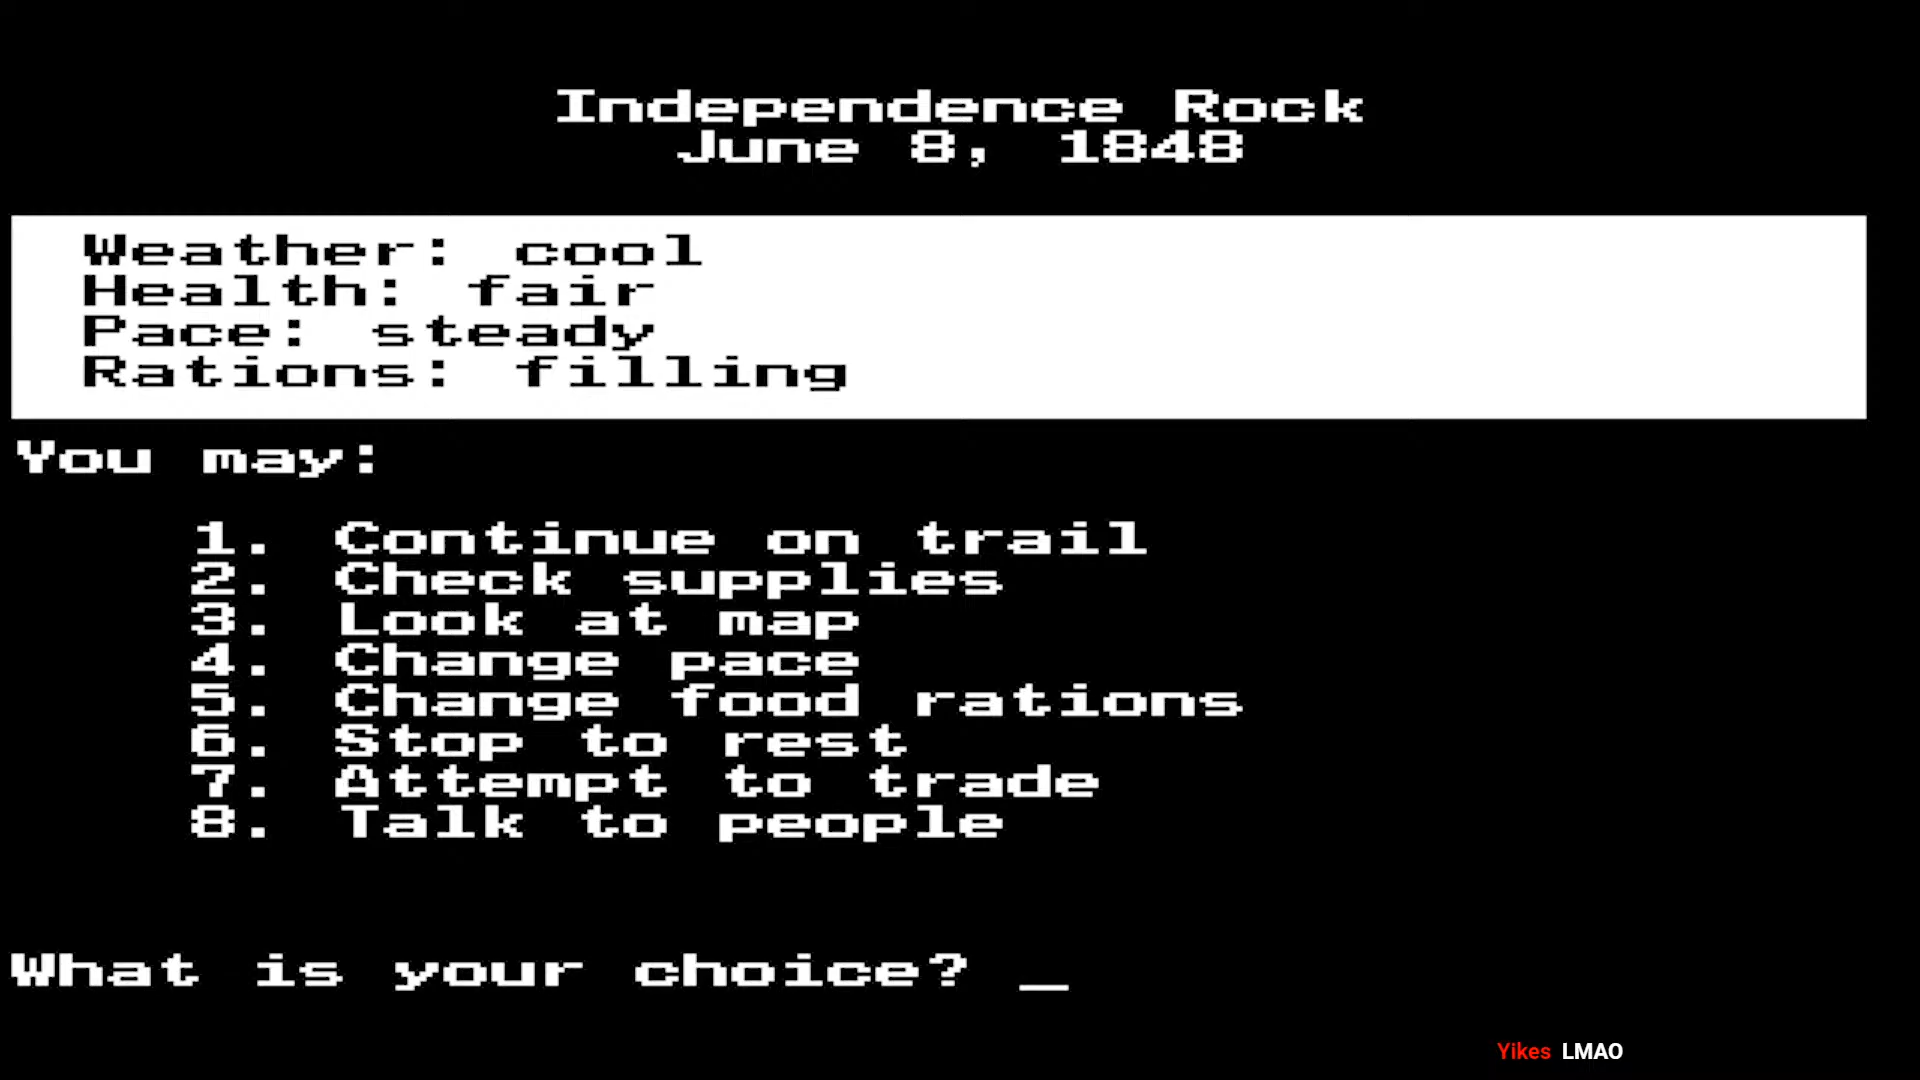 Independence Rock
June 8, 1848
Weather: cool
Health: fair
Pace: steady
Rations: filling
You may:
1. Continue on trail
2. Check supplies
3. Look at map
4. Change pace
5. Change food rations
6. Stop to rest
7. Attempt to trade
8. Talk to people
What is your choice? _
Yikes LMAO